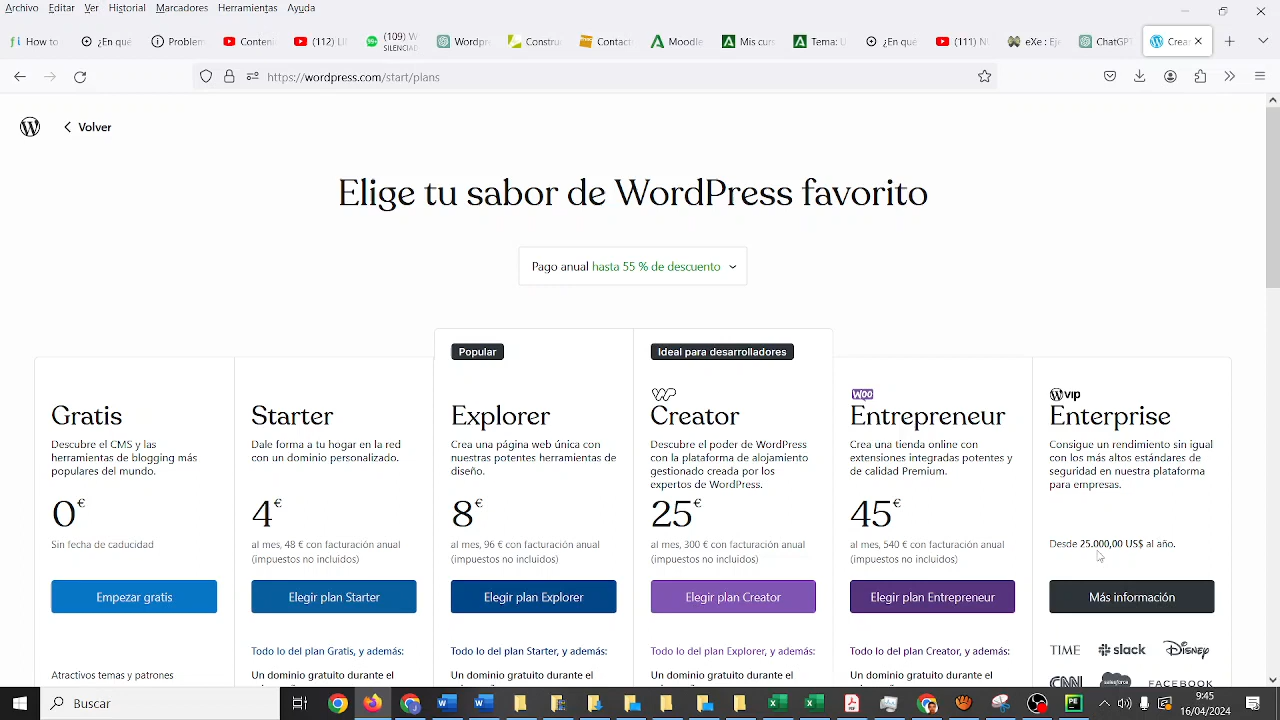 Archivo Editar Ver Historial Marcadores Herramientas Ayuda
How to
¿En qué
Problem
Conteni
(112) LI
(109) W
SILENCIA
Wordpr
Constru
Contact
Moodle
Mis curs
Tema: U
¿En qué
(111) N
eXe : Ej
ChatGPT
Crea
https://wordpress.com/start/plans
Volver
Elige tu sabor de WordPress favorito
Pago anual hasta 55 % de descuento
Gratis
Descubre el CMS y las
herramientas de blogging más
populares del mundo.
0€
Sin fecha de caducidad
Empezar gratis
Atractivos temas y patrones
Starter
Dale forma a tu hogar en la red
con un dominio personalizado.
4€
al mes, 48 € con facturación anual
(impuestos no incluidos)
Elegir plan Starter
Todo lo del plan Gratis, y además:
Un dominio gratuito durante el
Popular
Explorer
Crea una página web única con
nuestras potentes herramientas de
diseño.
8€
al mes, 96 € con facturación anual
(impuestos no incluidos)
Elegir plan Explorer
Todo lo del plan Starter, y además:
Un dominio gratuito durante el
Ideal para desarrolladores
Creator
Descubre el poder de WordPress
con la plataforma de alojamiento
gestionado creada por los
expertos de WordPress.
25€
al mes, 300 € con facturación anual
(impuestos no incluidos)
Elegir plan Creator
Todo lo del plan Explorer, y además:
Un dominio gratuito durante el
WOO
Entrepreneur
Crea una tienda online con
extensiones integradas potentes y
de calidad Premium.
45€
al mes, 540 € con facturación anual
(impuestos no incluidos)
Elegir plan Entrepreneur
Todo lo del plan Creator, y además:
Un dominio gratuito durante el
vip
Enterprise
Consigue un rendimiento sin igual
con los más altos estándares de
seguridad en nuestra plataforma
para empresas.
Desde 25.000,00 US$ al año.
Más información
TIME slack Disney
CNN salesforce FACEBOOK
Buscar
9:45
16/04/2024